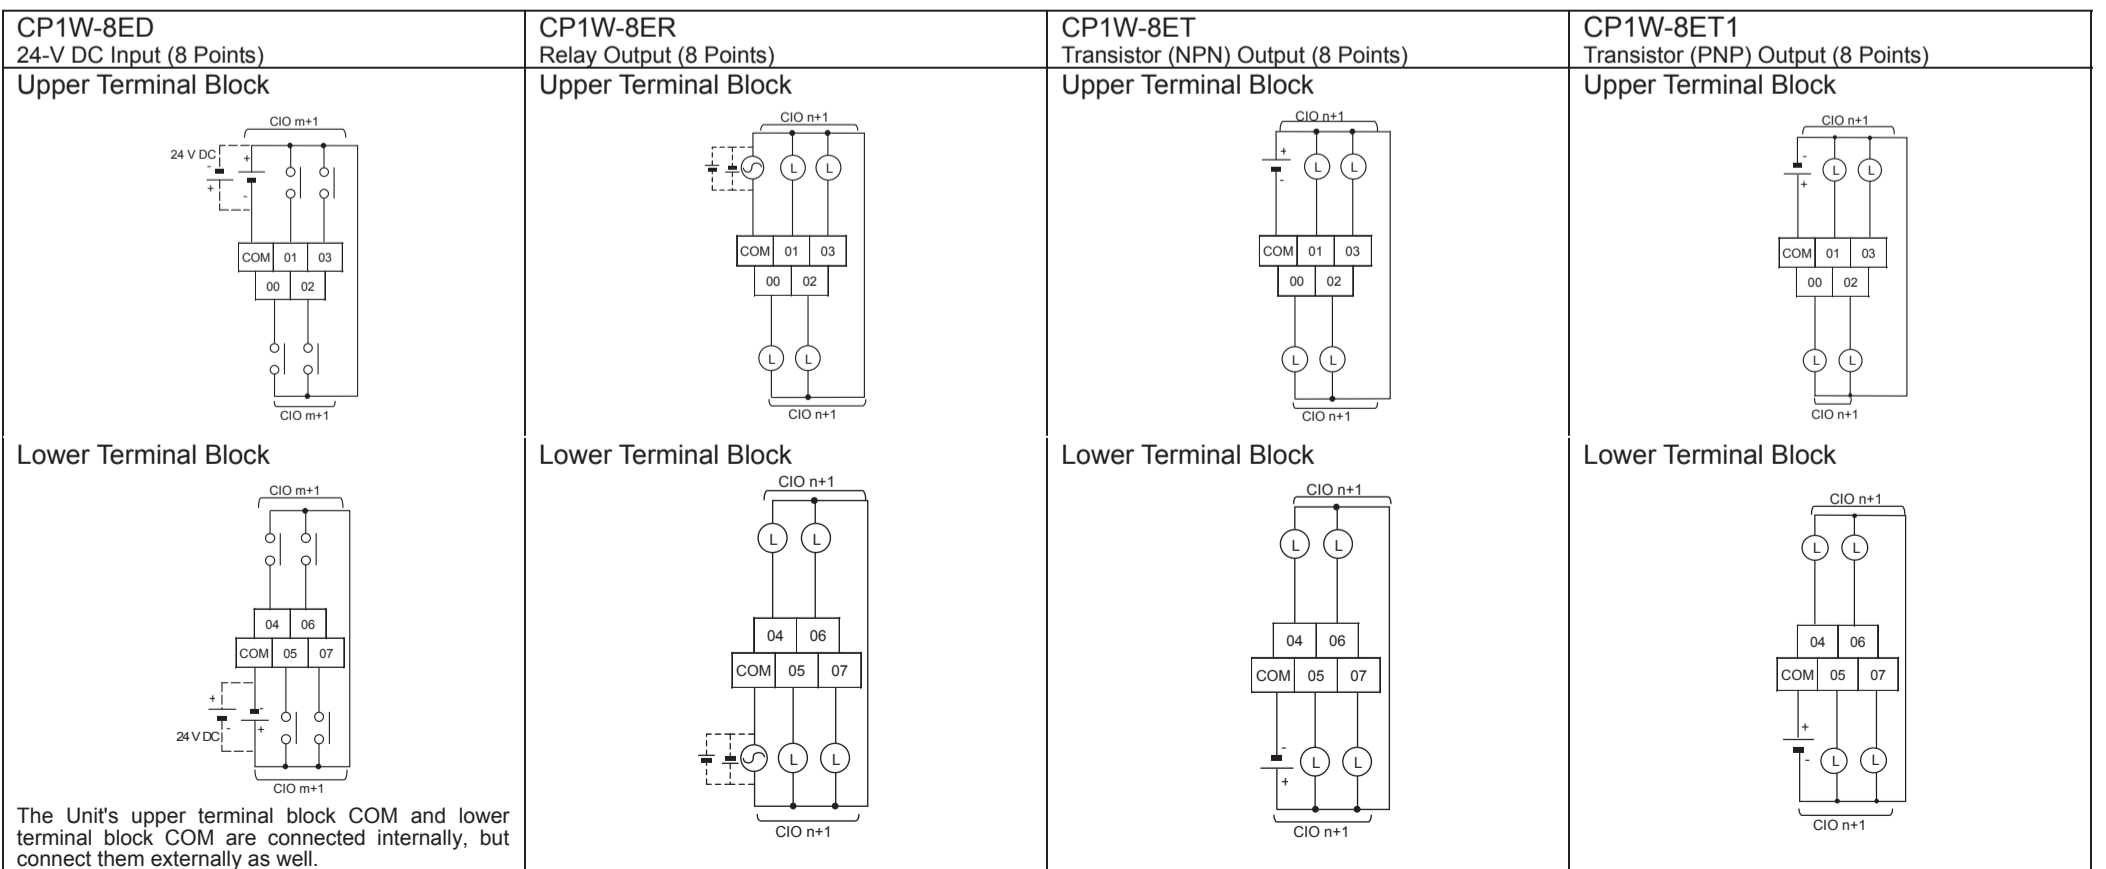 CP1W-8ED
24-V DC Input (8 Points)
Upper Terminal Block
CIO m+1
24 V DC
-
+
+
-
COM 01 03
00 02
CIO m+1
Lower Terminal Block
CIO m+1
04 06
COM 05 07
+
-
-
+
24 V DC
CIO m+1
The Unit's upper terminal block COM and lower
terminal block COM are connected internally, but
connect them externally as well.
CP1W-8ER
Relay Output (8 Points)
Upper Terminal Block
CIO n+1
L L
COM 01 03
00 02
L L
CIO n+1
Lower Terminal Block
CIO n+1
L L
04 06
COM 05 07
L L
CIO n+1
CP1W-8ET
Transistor (NPN) Output (8 Points)
Upper Terminal Block
CIO n+1
+
-
L L
COM 01 03
00 02
L L
CIO n+1
Lower Terminal Block
CIO n+1
L L
04 06
COM 05 07
-
+
L L
CIO n+1
CP1W-8ET1
Transistor (PNP) Output (8 Points)
Upper Terminal Block
CIO n+1
-
+
L L
COM 01 03
00 02
L L
CIO n+1
Lower Terminal Block
CIO n+1
L L
04 06
COM 05 07
+
-
L L
CIO n+1